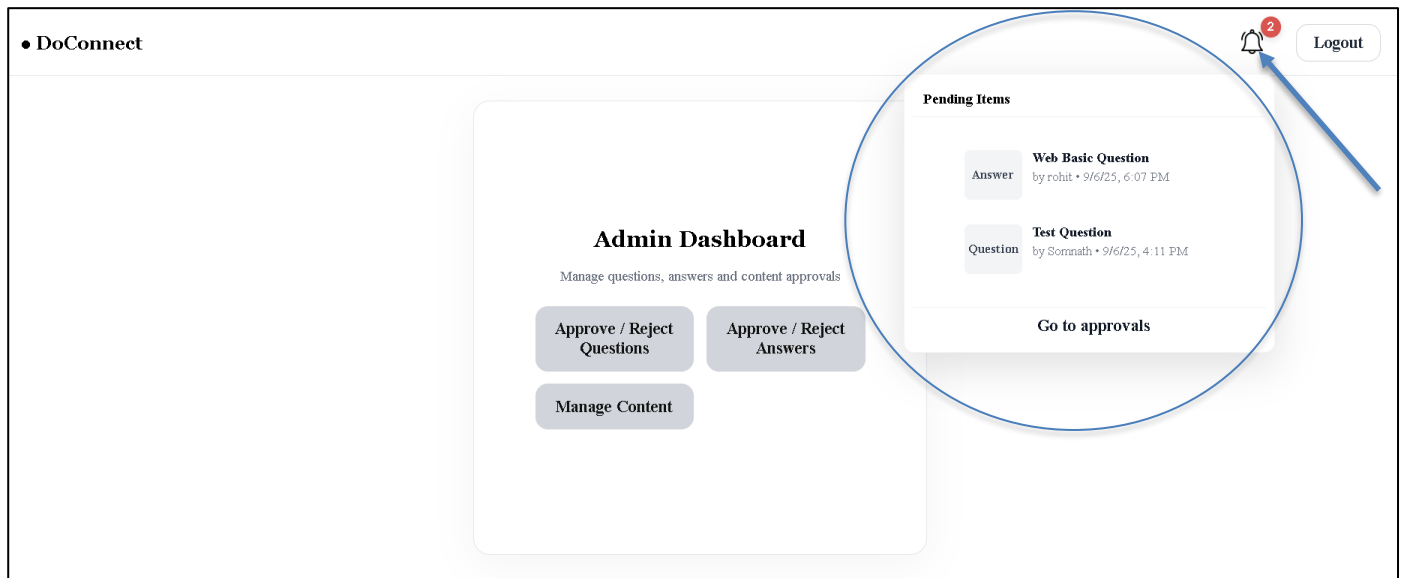 DoConnect
2
Logout
Pending Items
Answer
Web Basic Question
by rohit • 9/6/25, 6:07 PM
Question
Test Question
by Somnath • 9/6/25, 4:11 PM
Go to approvals
Admin Dashboard
Manage questions, answers and content approvals
Approve / Reject
Questions
Approve / Reject
Answers
Manage Content